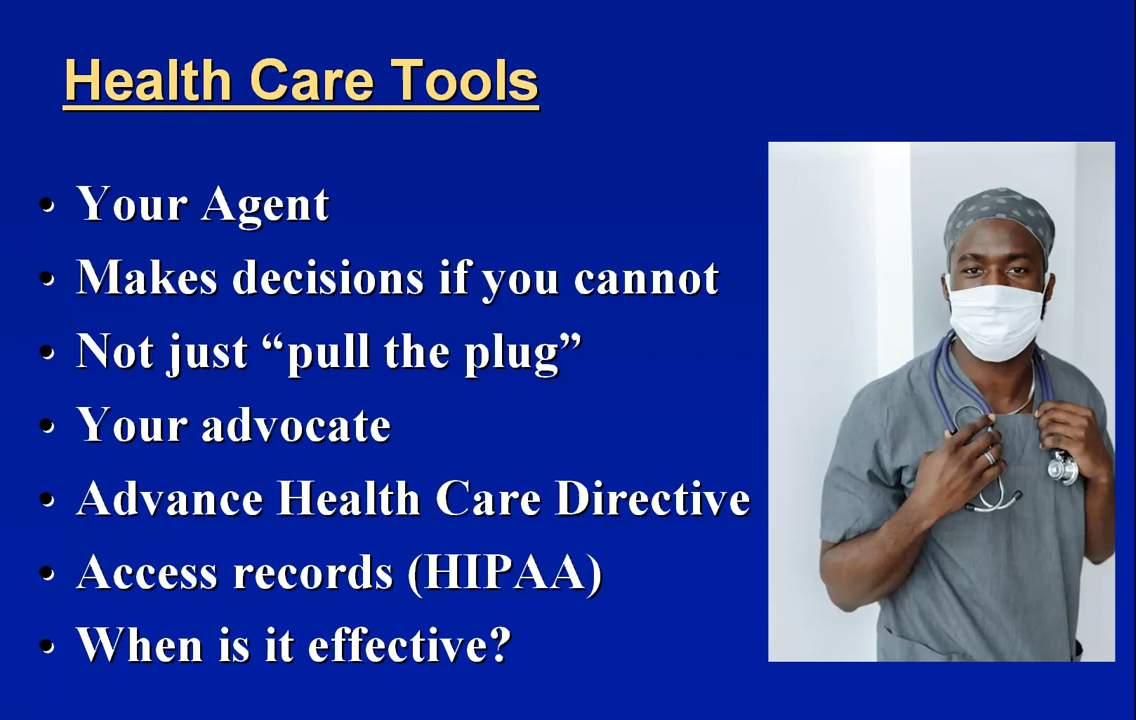 Health Care Tools
• Your Agent
• Makes decisions if you cannot
• Not just “pull the plug”
• Your advocate
• Advance Health Care Directive
• Access records (HIPAA)
• When is it effective?